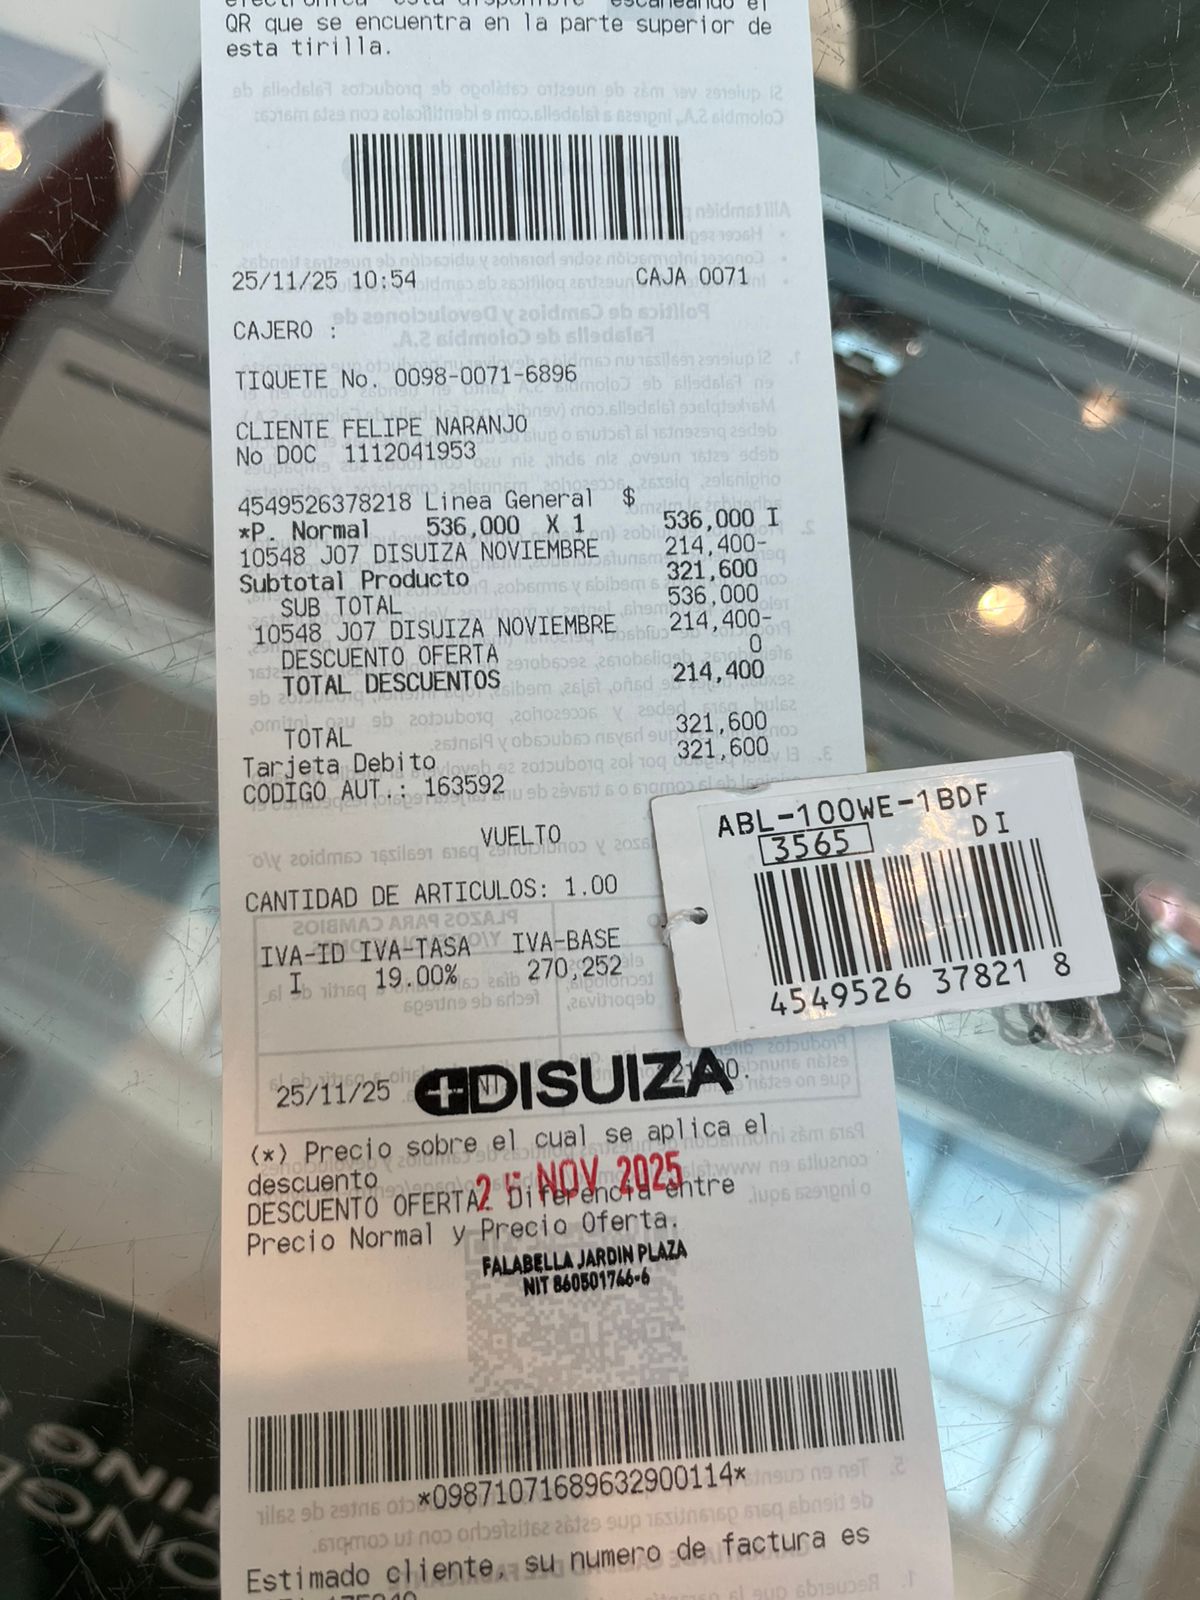 QR que se encuentra en la parte superior de
esta tirilla.
25/11/25 10:54 CAJA 0071
CAJERO :
TIQUETE No. 0098-0071-6896
CLIENTE FELIPE NARANJO
No DOC 1112041953
4549526378218 Linea General $
*P. Normal 536,000 X 1 536,000 I
10548 J07 DISUIZA NOVIEMBRE 214,400-
Subtotal Producto 321,600
SUB TOTAL 536,000
10548 J07 DISUIZA NOVIEMBRE 214,400-
DESCUENTO OFERTA 0
TOTAL DESCUENTOS 214,400
TOTAL 321,600
Tarjeta Debito 321,600
CODIGO AUT.: 163592
VUELTO
CANTIDAD DE ARTICULOS: 1.00
IVA-ID IVA-TASA IVA-BASE
I 19.00% 270,252
ABL-100WE-1BDF
3565 DI
4549526 37821 8
25/11/25 DISUIZA
(*) Precio sobre el cual se aplica el
descuento
DESCUENTO OFERTA: Diferencia entre
NOV 2025
Precio Normal y Precio Oferta.
FALABELLA JARDIN PLAZA
NIT 860501766-6
*09871071689632900114*
Estimado cliente, su numero de factura es